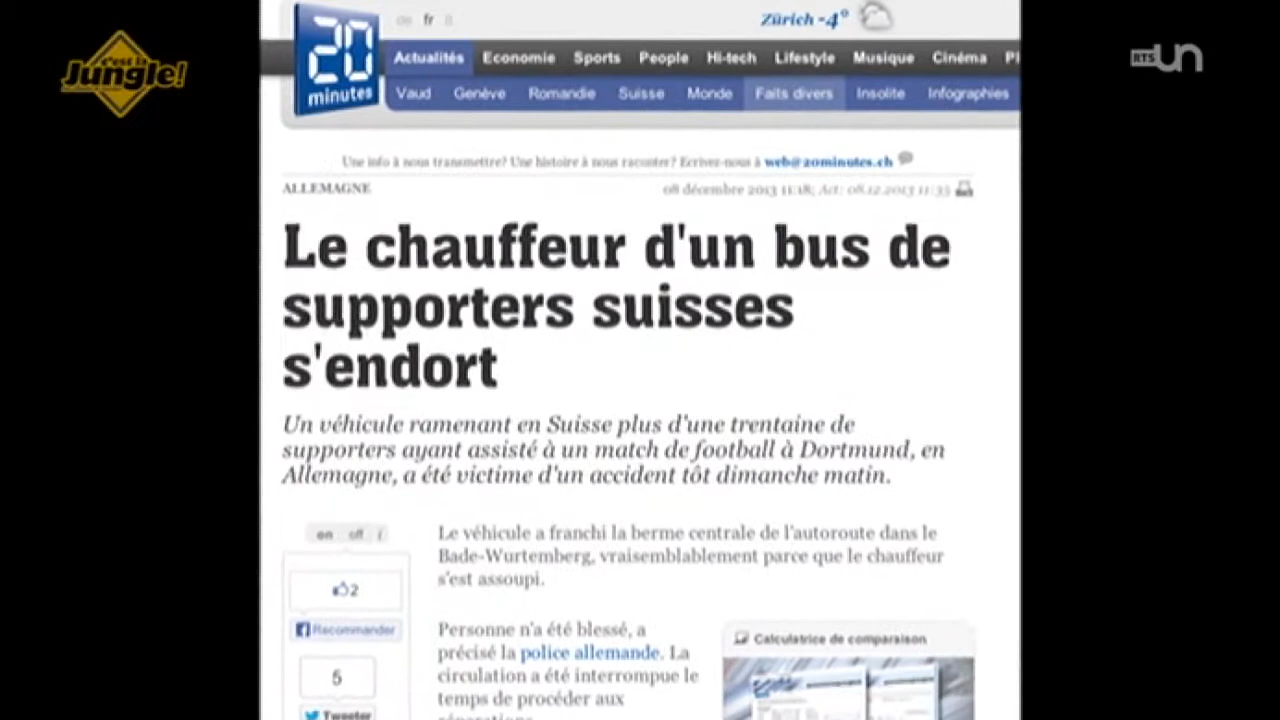 c'est la
Jungle!
RTS UN
20
minutes
fr
Zürich -4°
Actualités Economie Sports People Hi-tech Lifestyle Musique Cinéma
Vaud Genève Romandie Suisse Monde Faits divers Insolite Infographies
Une info à nous transmettre? Une histoire à nous raconter? Ecrivez-nous à web@20minutes.ch
ALLEMAGNE
08 décembre 2013 11:18; Act: 08.12.2013 11:35
Le chauffeur d'un bus de
supporters suisses
s'endort
Un véhicule ramenant en Suisse plus d'une trentaine de
supporters ayant assisté à un match de football à Dortmund, en
Allemagne, a été victime d'un accident tôt dimanche matin.
on off i
Le véhicule a franchi la berme centrale de l'autoroute dans le
Bade-Wurtemberg, vraisemblablement parce que le chauffeur
s'est assoupi.
2
Recommander
5
Tweeter
Personne n'a été blessé, a
précisé la police allemande. La
circulation a été interrompue le
temps de procéder aux
Calculatrice de comparaison